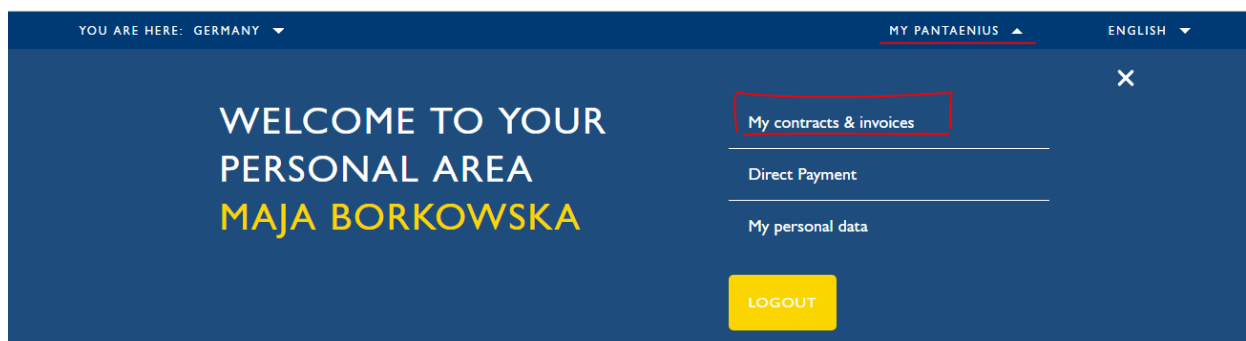 YOU ARE HERE: GERMANY
MY PANTAENIUS
ENGLISH
WELCOME TO YOUR
PERSONAL AREA
MAJA BORKOWSKA
My contracts & invoices
Direct Payment
My personal data
LOGOUT